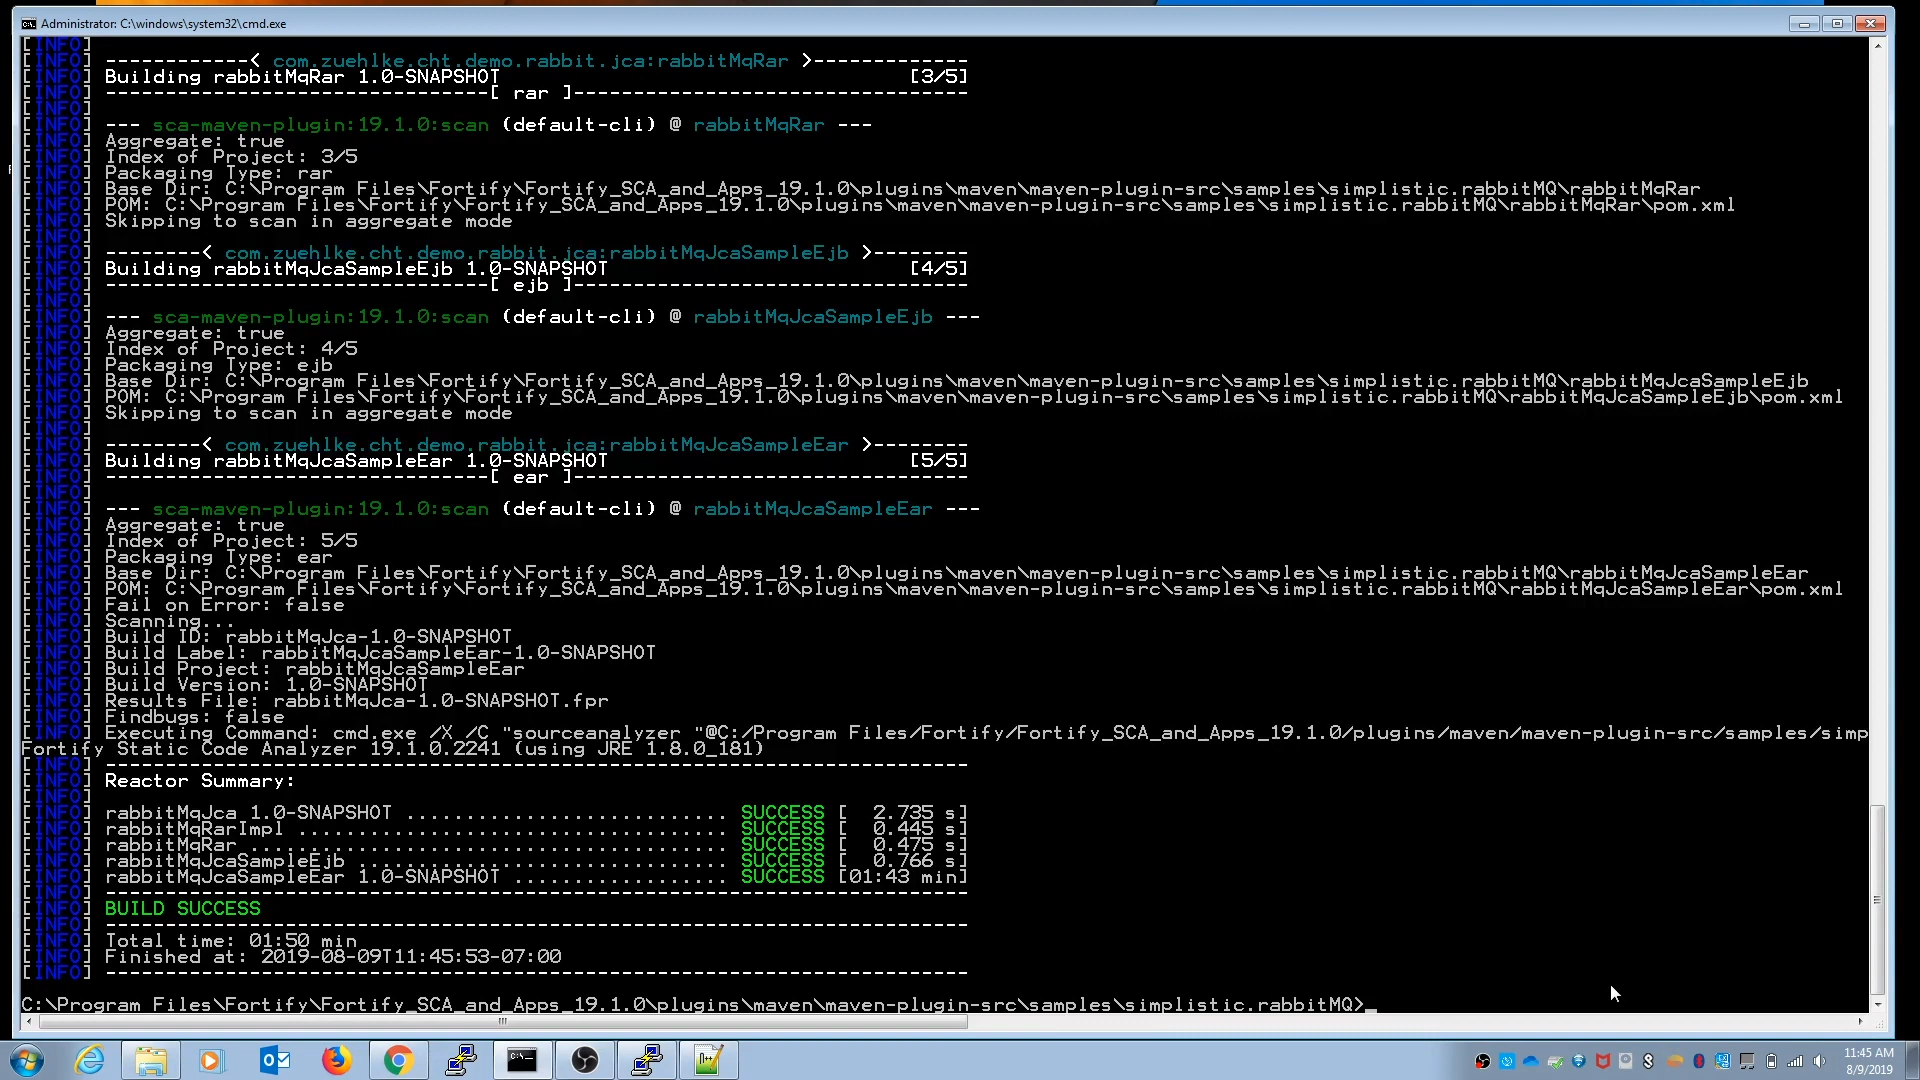 Administrator: C:\windows\system32\cmd.exe
[INFO]
[INFO] ------------< com.zuehlke.cht.demo.rabbit.jca:rabbitMqRar >-------------
[INFO] Building rabbitMqRar 1.0-SNAPSHOT [3/5]
[INFO] --------------------------------[ rar ]---------------------------------
[INFO]
[INFO] --- sca-maven-plugin:19.1.0:scan (default-cli) @ rabbitMqRar ---
[INFO] Aggregate: true
[INFO] Index of Project: 3/5
[INFO] Packaging Type: rar
[INFO] Base Dir: C:\Program Files\Fortify\Fortify_SCA_and_Apps_19.1.0\plugins\maven\maven-plugin-src\samples\simplistic.rabbitMQ\rabbitMqRar
[INFO] POM: C:\Program Files\Fortify\Fortify_SCA_and_Apps_19.1.0\plugins\maven\maven-plugin-src\samples\simplistic.rabbitMQ\rabbitMqRar\pom.xml
[INFO] Skipping to scan in aggregate mode
[INFO]
[INFO] --------< com.zuehlke.cht.demo.rabbit.jca:rabbitMqJcaSampleEjb >--------
[INFO] Building rabbitMqJcaSampleEjb 1.0-SNAPSHOT [4/5]
[INFO] --------------------------------[ ejb ]---------------------------------
[INFO]
[INFO] --- sca-maven-plugin:19.1.0:scan (default-cli) @ rabbitMqJcaSampleEjb ---
[INFO] Aggregate: true
[INFO] Index of Project: 4/5
[INFO] Packaging Type: ejb
[INFO] Base Dir: C:\Program Files\Fortify\Fortify_SCA_and_Apps_19.1.0\plugins\maven\maven-plugin-src\samples\simplistic.rabbitMQ\rabbitMqJcaSampleEjb
[INFO] POM: C:\Program Files\Fortify\Fortify_SCA_and_Apps_19.1.0\plugins\maven\maven-plugin-src\samples\simplistic.rabbitMQ\rabbitMqJcaSampleEjb\pom.xml
[INFO] Skipping to scan in aggregate mode
[INFO]
[INFO] --------< com.zuehlke.cht.demo.rabbit.jca:rabbitMqJcaSampleEar >--------
[INFO] Building rabbitMqJcaSampleEar 1.0-SNAPSHOT [5/5]
[INFO] --------------------------------[ ear ]---------------------------------
[INFO]
[INFO] --- sca-maven-plugin:19.1.0:scan (default-cli) @ rabbitMqJcaSampleEar ---
[INFO] Aggregate: true
[INFO] Index of Project: 5/5
[INFO] Packaging Type: ear
[INFO] Base Dir: C:\Program Files\Fortify\Fortify_SCA_and_Apps_19.1.0\plugins\maven\maven-plugin-src\samples\simplistic.rabbitMQ\rabbitMqJcaSampleEar
[INFO] POM: C:\Program Files\Fortify\Fortify_SCA_and_Apps_19.1.0\plugins\maven\maven-plugin-src\samples\simplistic.rabbitMQ\rabbitMqJcaSampleEar\pom.xml
[INFO] Fail on Error: false
[INFO] Scanning...
[INFO] Build ID: rabbitMqJca-1.0-SNAPSHOT
[INFO] Build Label: rabbitMqJcaSampleEar-1.0-SNAPSHOT
[INFO] Build Project: rabbitMqJcaSampleEar
[INFO] Build Version: 1.0-SNAPSHOT
[INFO] Results File: rabbitMqJca-1.0-SNAPSHOT.fpr
[INFO] Findbugs: false
[INFO] Executing Command: cmd.exe /X /C "sourceanalyzer "@C:/Program Files/Fortify/Fortify_SCA_and_Apps_19.1.0/plugins/maven/maven-plugin-src/samples/simp
Fortify Static Code Analyzer 19.1.0.2241 (using JRE 1.8.0_181)
[INFO] ------------------------------------------------------------------------
[INFO] Reactor Summary:
[INFO]
[INFO] rabbitMqJca 1.0-SNAPSHOT ........................... SUCCESS [  2.735 s]
[INFO] rabbitMqRarImpl .................................... SUCCESS [  0.445 s]
[INFO] rabbitMqRar ........................................ SUCCESS [  0.475 s]
[INFO] rabbitMqJcaSampleEjb ............................... SUCCESS [  0.766 s]
[INFO] rabbitMqJcaSampleEar 1.0-SNAPSHOT .................. SUCCESS [01:43 min]
[INFO] ------------------------------------------------------------------------
[INFO] BUILD SUCCESS
[INFO] ------------------------------------------------------------------------
[INFO] Total time: 01:50 min
[INFO] Finished at: 2019-08-09T11:45:53-07:00
[INFO] ------------------------------------------------------------------------
C:\Program Files\Fortify\Fortify_SCA_and_Apps_19.1.0\plugins\maven\maven-plugin-src\samples\simplistic.rabbitMQ>_
11:45 AM
8/9/2019